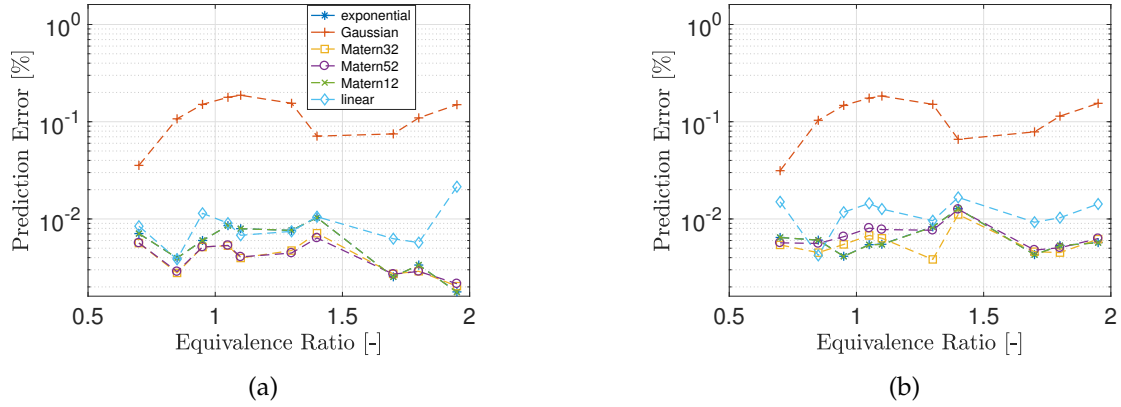 10^0
10^-1
10^-2
Prediction Error [%]
exponential
Gaussian
Matern32
Matern52
Matern12
linear
0.5 1 1.5 2
Equivalence Ratio [-]
(a)
10^0
10^-1
10^-2
Prediction Error [%]
0.5 1 1.5 2
Equivalence Ratio [-]
(b)